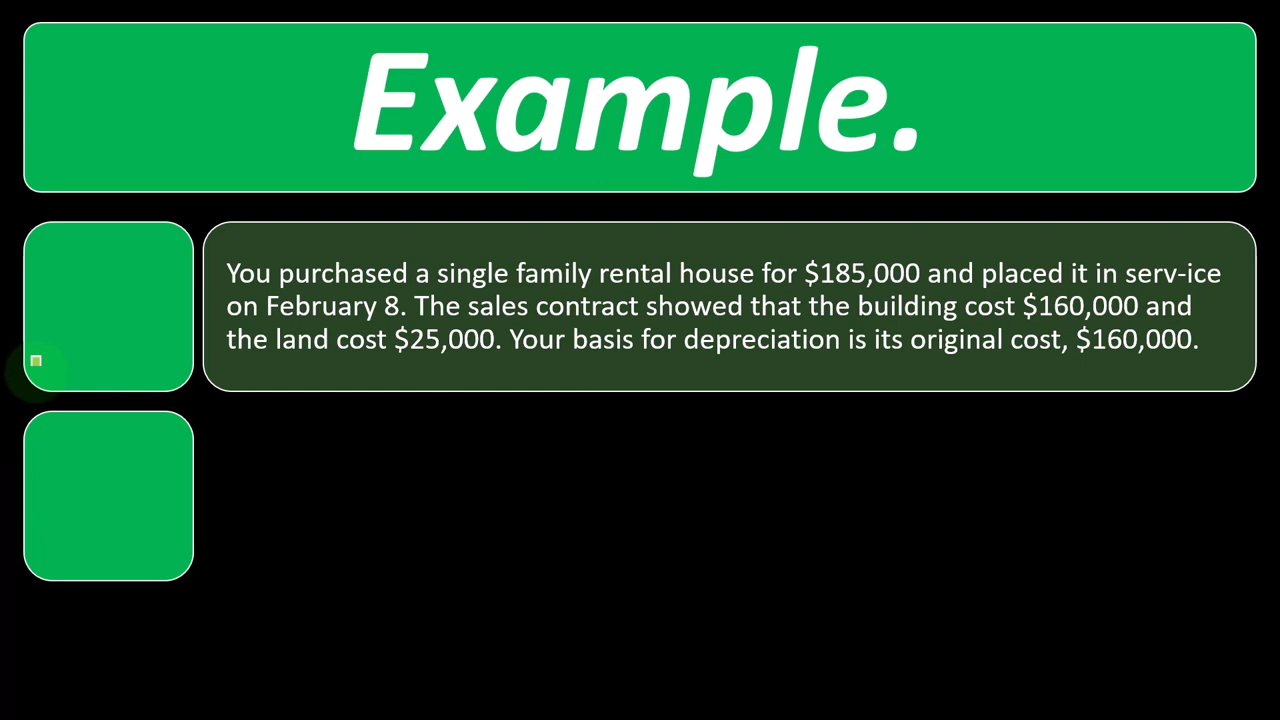 Example.
You purchased a single family rental house for $185,000 and placed it in serv-ice
on February 8. The sales contract showed that the building cost $160,000 and
the land cost $25,000. Your basis for depreciation is its original cost, $160,000.